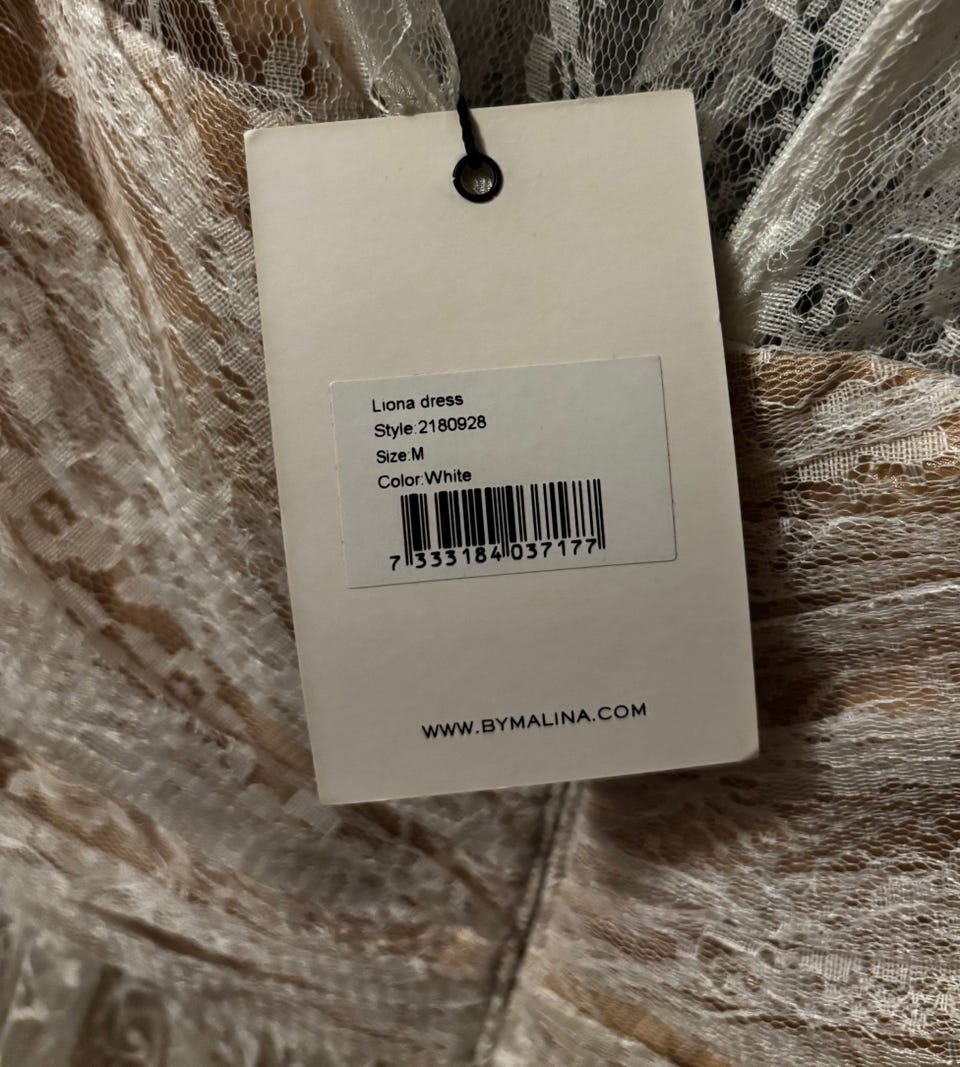 Liona dress
Style:2180928
Size:M
Color:White
7 333184 037177
WWW.BYMALINA.COM